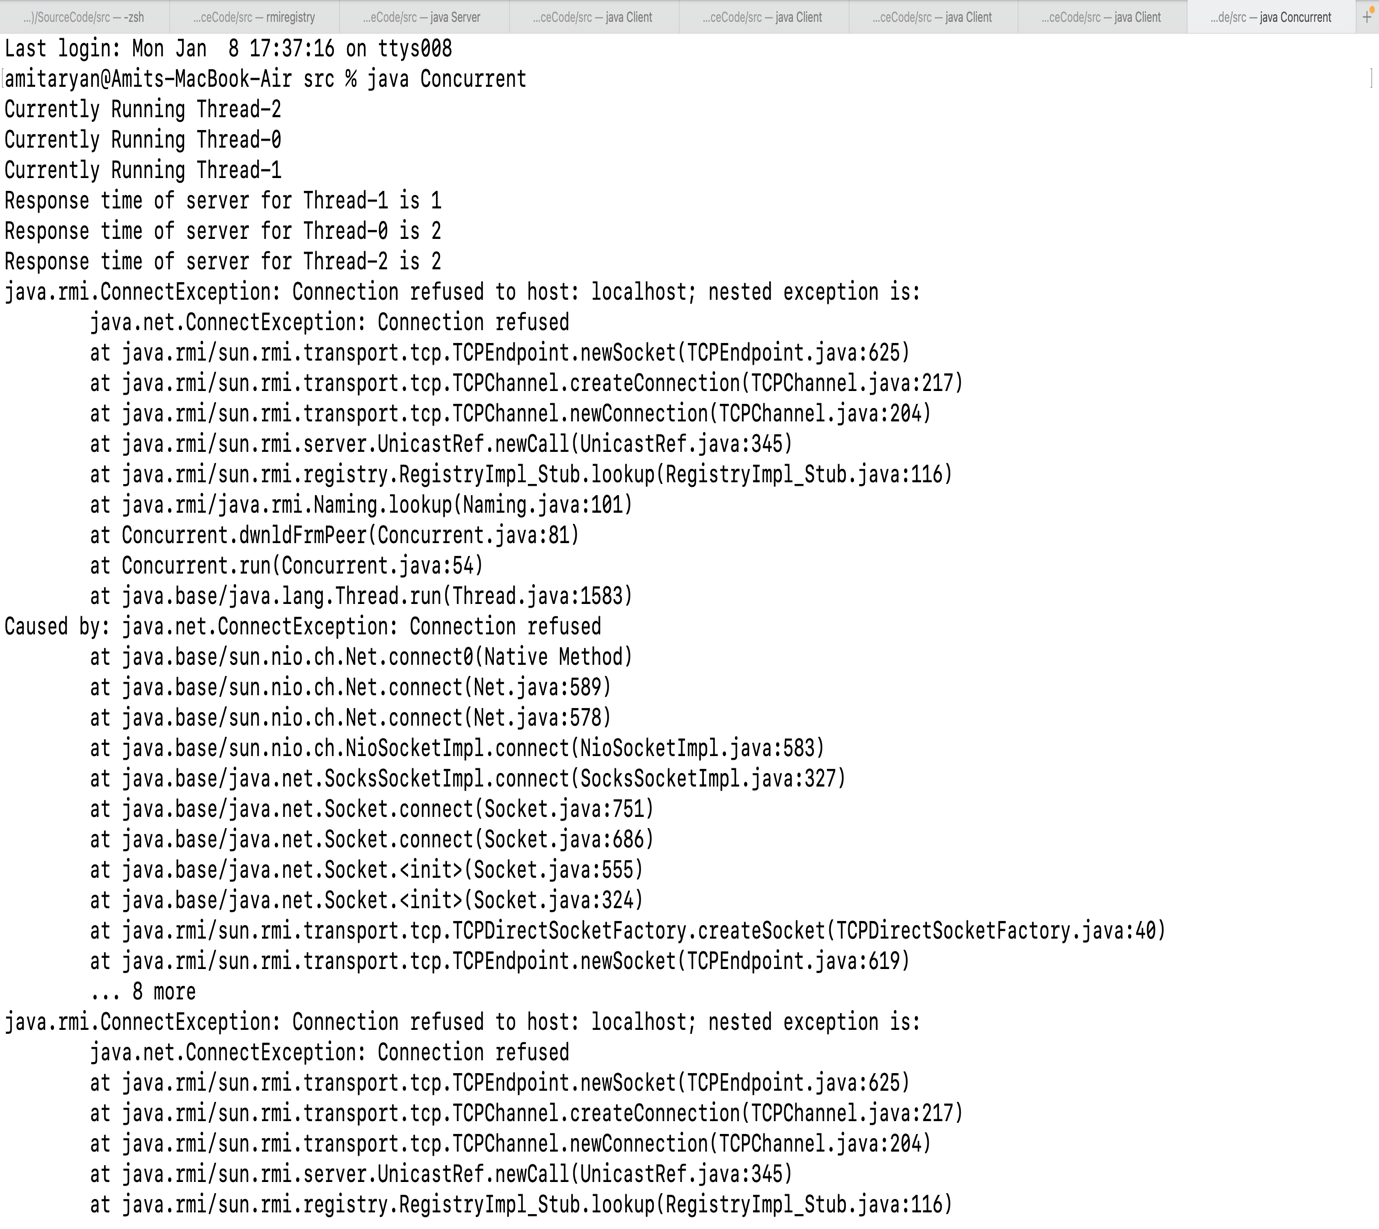 ...)/SourceCode/src — -zsh
...ceCode/src — rmiregistry
...eCode/src — java Server
...ceCode/src — java Client
...ceCode/src — java Client
...ceCode/src — java Client
...ceCode/src — java Client
...de/src — java Concurrent
+
Last login: Mon Jan  8 17:37:16 on ttys008
[amitaryan@Amits-MacBook-Air src % java Concurrent ]
Currently Running Thread-2
Currently Running Thread-0
Currently Running Thread-1
Response time of server for Thread-1 is 1
Response time of server for Thread-0 is 2
Response time of server for Thread-2 is 2
java.rmi.ConnectException: Connection refused to host: localhost; nested exception is:
        java.net.ConnectException: Connection refused
        at java.rmi/sun.rmi.transport.tcp.TCPEndpoint.newSocket(TCPEndpoint.java:625)
        at java.rmi/sun.rmi.transport.tcp.TCPChannel.createConnection(TCPChannel.java:217)
        at java.rmi/sun.rmi.transport.tcp.TCPChannel.newConnection(TCPChannel.java:204)
        at java.rmi/sun.rmi.server.UnicastRef.newCall(UnicastRef.java:345)
        at java.rmi/sun.rmi.registry.RegistryImpl_Stub.lookup(RegistryImpl_Stub.java:116)
        at java.rmi/java.rmi.Naming.lookup(Naming.java:101)
        at Concurrent.dwnldFrmPeer(Concurrent.java:81)
        at Concurrent.run(Concurrent.java:54)
        at java.base/java.lang.Thread.run(Thread.java:1583)
Caused by: java.net.ConnectException: Connection refused
        at java.base/sun.nio.ch.Net.connect0(Native Method)
        at java.base/sun.nio.ch.Net.connect(Net.java:589)
        at java.base/sun.nio.ch.Net.connect(Net.java:578)
        at java.base/sun.nio.ch.NioSocketImpl.connect(NioSocketImpl.java:583)
        at java.base/java.net.SocksSocketImpl.connect(SocksSocketImpl.java:327)
        at java.base/java.net.Socket.connect(Socket.java:751)
        at java.base/java.net.Socket.connect(Socket.java:686)
        at java.base/java.net.Socket.<init>(Socket.java:555)
        at java.base/java.net.Socket.<init>(Socket.java:324)
        at java.rmi/sun.rmi.transport.tcp.TCPDirectSocketFactory.createSocket(TCPDirectSocketFactory.java:40)
        at java.rmi/sun.rmi.transport.tcp.TCPEndpoint.newSocket(TCPEndpoint.java:619)
        ... 8 more
java.rmi.ConnectException: Connection refused to host: localhost; nested exception is:
        java.net.ConnectException: Connection refused
        at java.rmi/sun.rmi.transport.tcp.TCPEndpoint.newSocket(TCPEndpoint.java:625)
        at java.rmi/sun.rmi.transport.tcp.TCPChannel.createConnection(TCPChannel.java:217)
        at java.rmi/sun.rmi.transport.tcp.TCPChannel.newConnection(TCPChannel.java:204)
        at java.rmi/sun.rmi.server.UnicastRef.newCall(UnicastRef.java:345)
        at java.rmi/sun.rmi.registry.RegistryImpl_Stub.lookup(RegistryImpl_Stub.java:116)